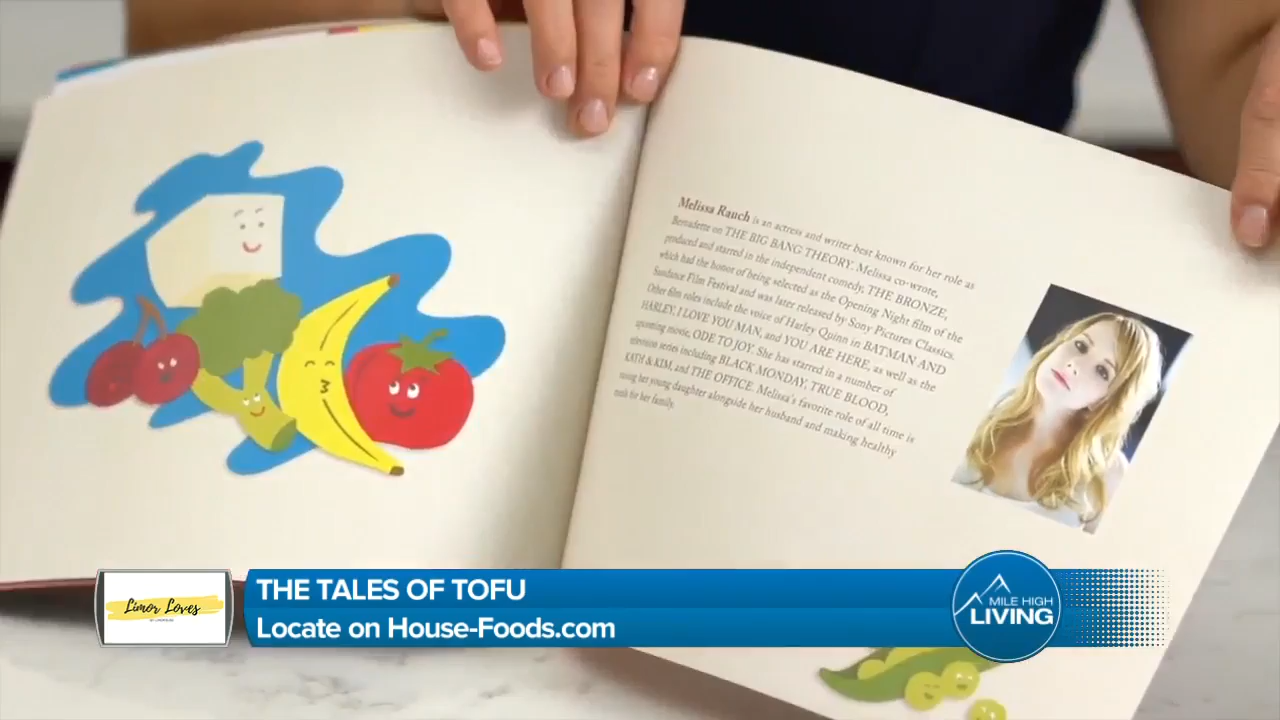 Melissa Rauch is an actress and writer best known for her role as
Bernadette on THE BIG BANG THEORY. Melissa co-wrote,
produced and starred in the independent comedy, THE BRONZE,
which had the honor of being selected as the Opening Night film of the
Sundance Film Festival and was later released by Sony Pictures Classics.
Other film roles include the voice of Harley Quinn in BATMAN AND
HARLEY, I LOVE YOU MAN, and YOU ARE HERE, as well as the
upcoming movie, ODE TO JOY. She has starred in a number of
television series including BLACK MONDAY, TRUE BLOOD,
KATH & KIM, and THE OFFICE. Melissa's favorite role of all time is
raising her young daughter alongside her husband and making healthy
meals for her family.
Limor Loves
THE TALES OF TOFU
Locate on House-Foods.com
MILE HIGH
LIVING